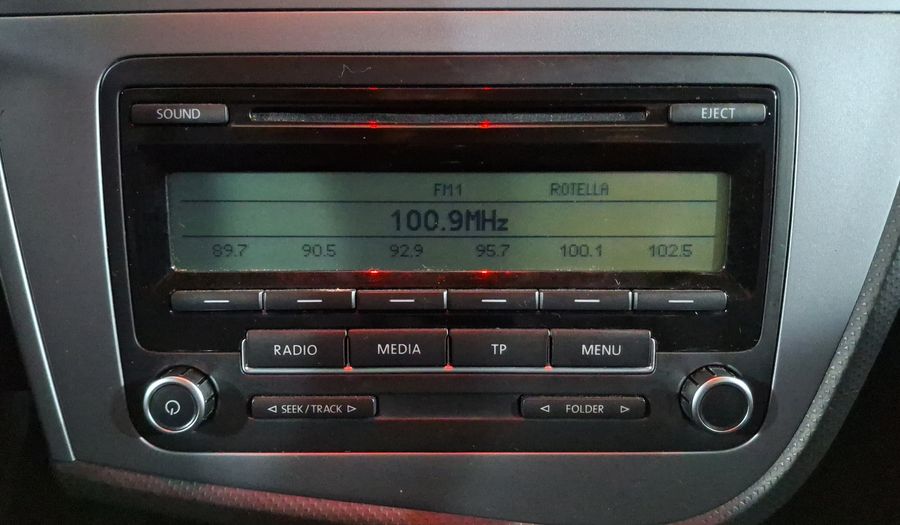 SOUND EJECT
FM1 ROTELLA
100.9MHz
89.7 90.5 92.9 95.7 100.1 102.5
RADIO MEDIA TP MENU
SEEK/TRACK FOLDER